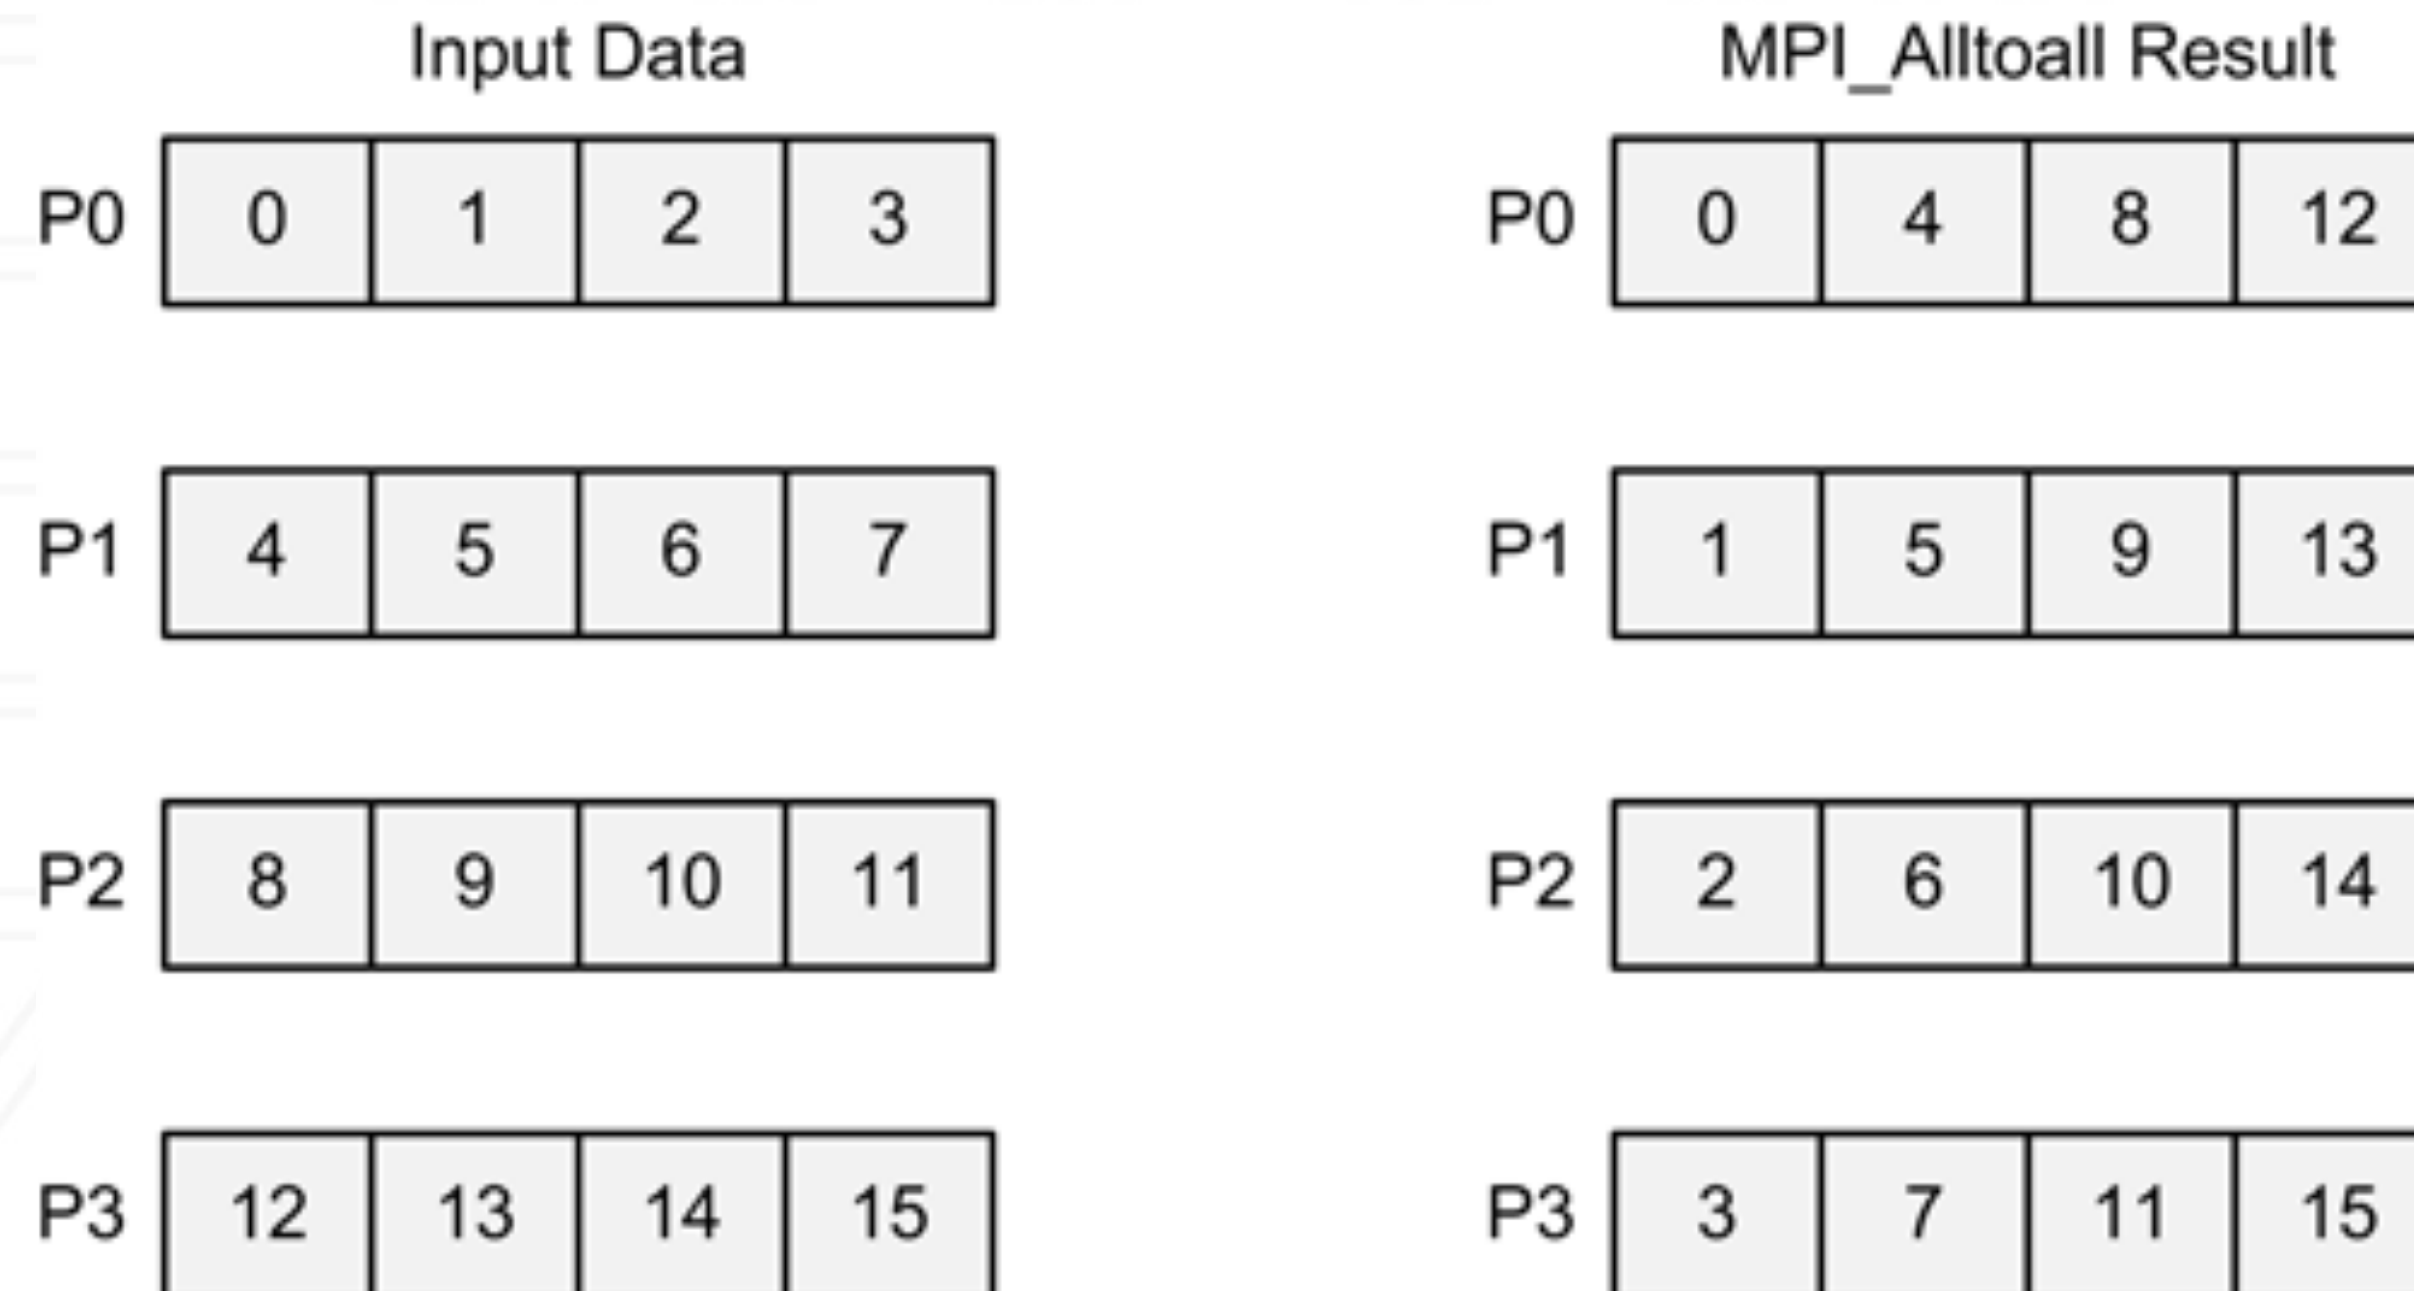 Input Data MPI_Alltoall Result
P0 0 1 2 3 P0 0 4 8 12
P1 4 5 6 7 P1 1 5 9 13
P2 8 9 10 11 P2 2 6 10 14
P3 12 13 14 15 P3 3 7 11 15